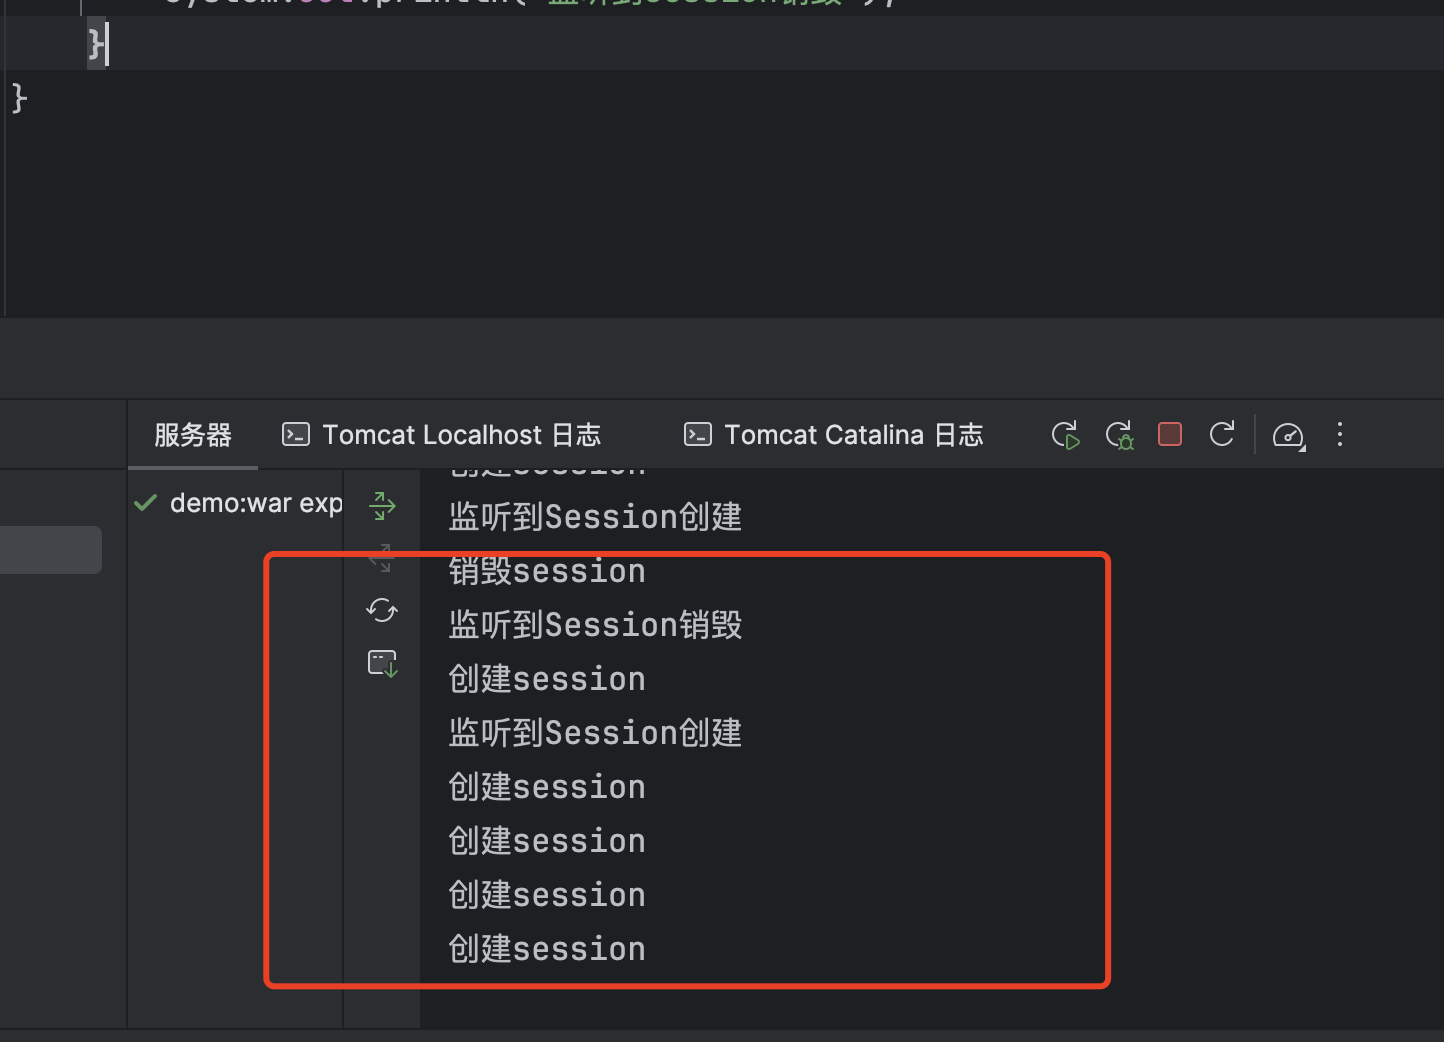 }
}
服务器
Tomcat Localhost 日志
Tomcat Catalina 日志
demo:war exp
监听到Session创建
销毁session
监听到Session销毁
创建session
监听到Session创建
创建session
创建session
创建session
创建session